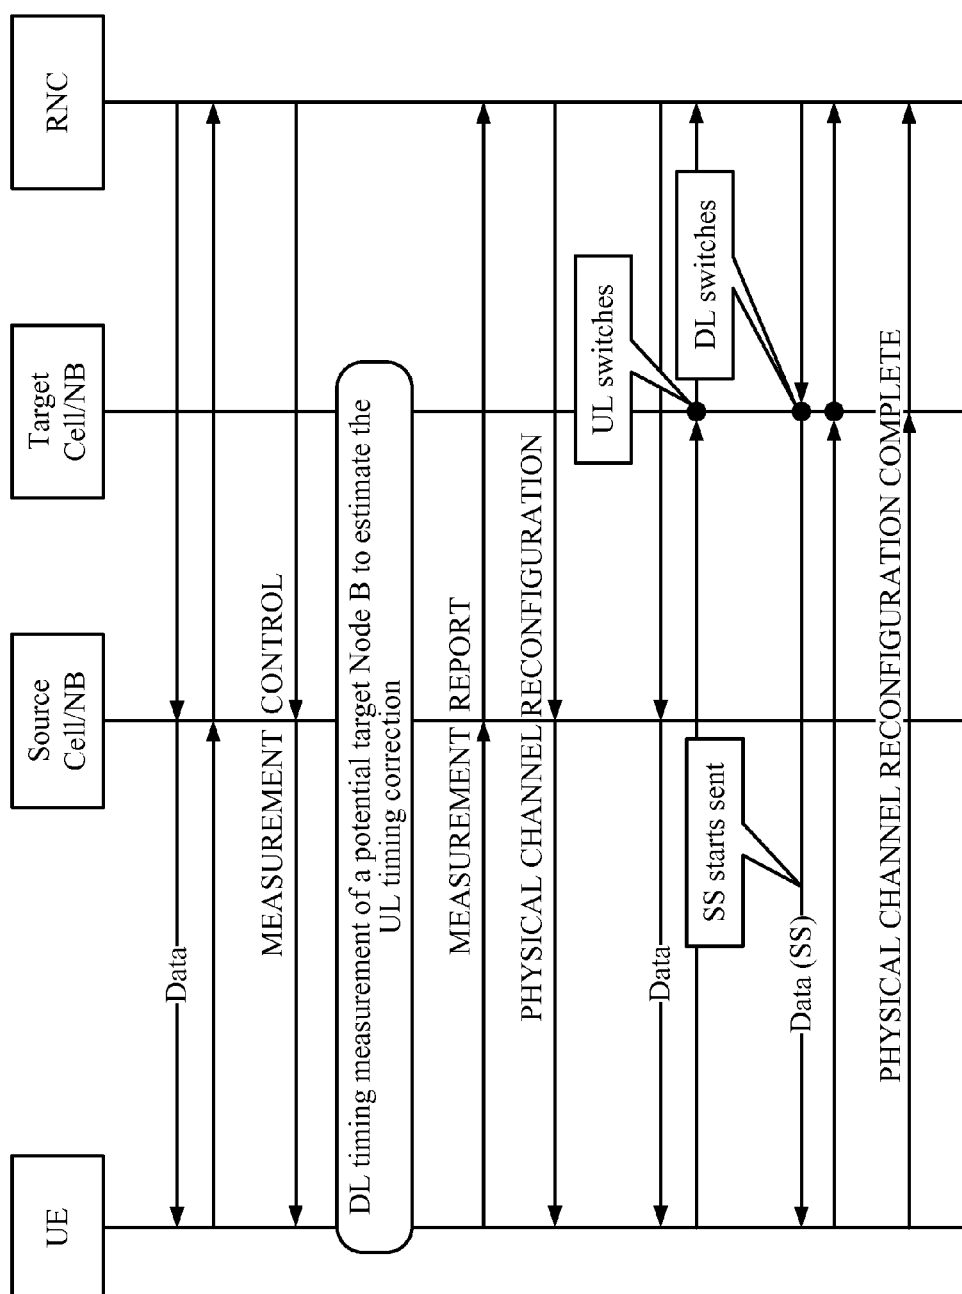 UE
Source
Cell/NB
Target
Cell/NB
RNC
Data
MEASUREMENT CONTROL
DL timing measurement of a potential target Node B to estimate the
UL timing correction
MEASUREMENT REPORT
PHYSICAL CHANNEL RECONFIGURATION
Data
UL switches
SS starts sent
DL switches
Data (SS)
PHYSICAL CHANNEL RECONFIGURATION COMPLETE